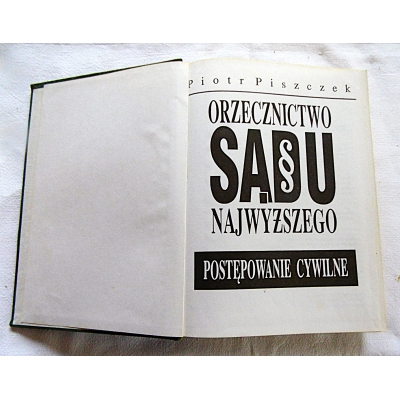 Piotr Piszczek
ORZECZNICTWO
SĄDU
§
NAJWYŻSZEGO
POSTĘPOWANIE CYWILNE